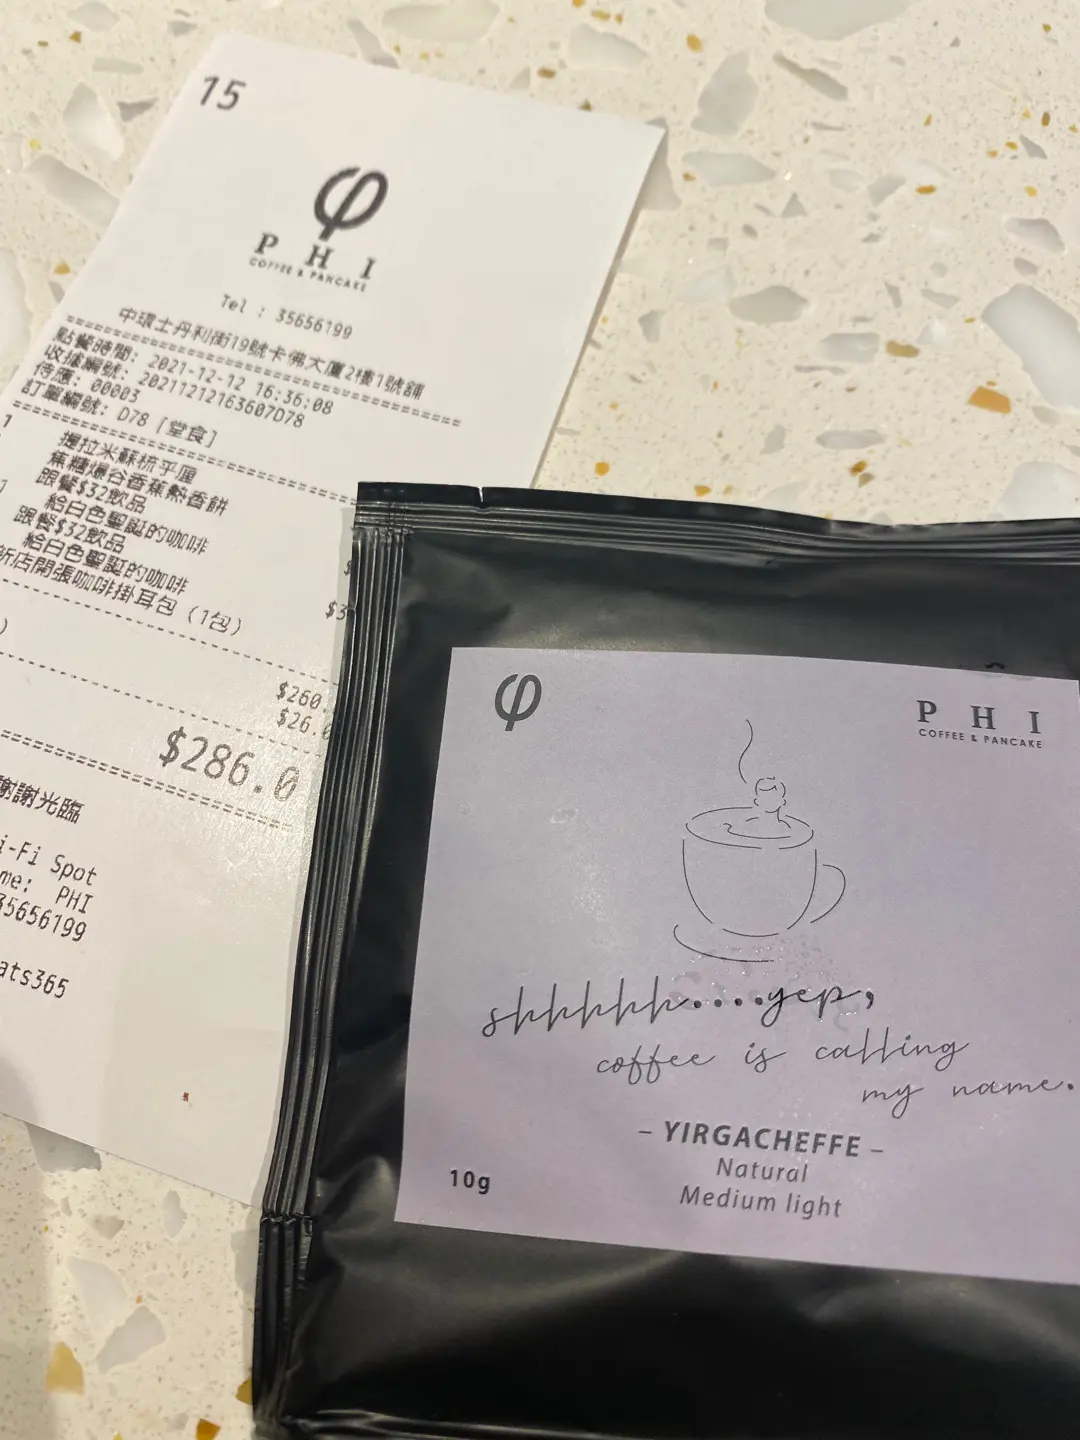 15
φ
PHI
COFFEE & PANCAKE
Tel : 35656199
中環士丹利街19號卡佛大廈2樓1號舖
點餐時間: 2021-12-12 16:36:08
收據編號: 20211212163607D78
侍應: 00003
訂單編號: D78 [堂食]
1
提拉米蘇梳乎厘
焦糖爆谷香蕉熱香餅
跟餐$32飲品
給白色聖誕的咖啡
跟餐$32飲品
給白色聖誕的咖啡
新店開張咖啡掛耳包 (1包)
$3
$260.
$26.0
$286.0
謝謝光臨
i-Fi Spot
me: PHI
35656199
ats365
φ
PHI
COFFEE & PANCAKE
shhhhh....yep,
coffee is calling
my name.
– YIRGACHEFFE –
Natural
Medium light
10g